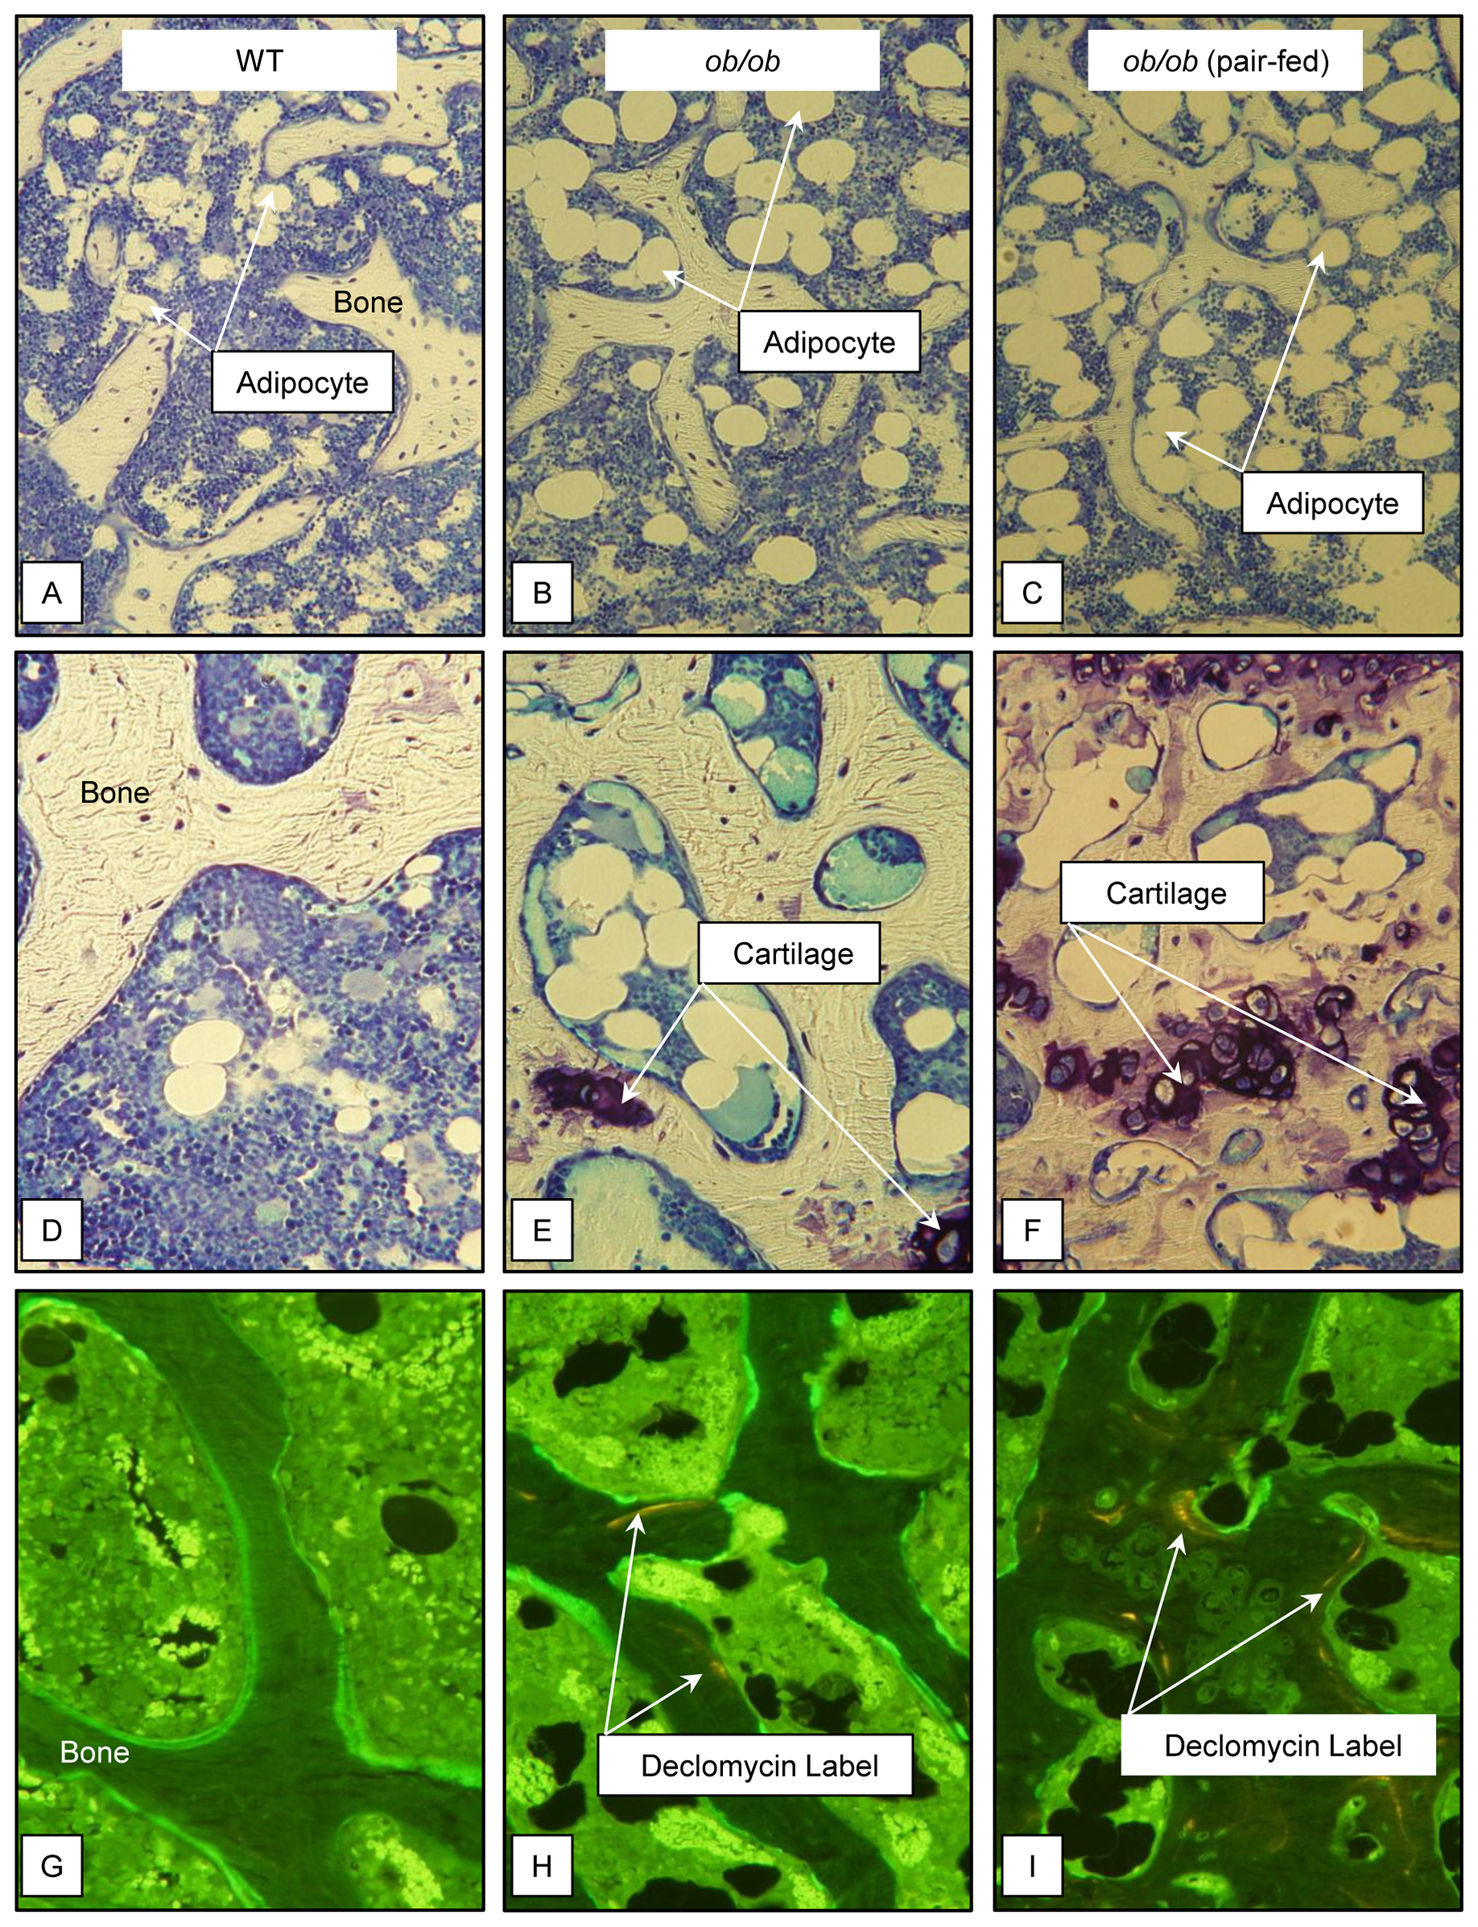 WT
ob/ob
ob/ob (pair-fed)
Bone
Adipocyte
Adipocyte
Adipocyte
A
B
C
Bone
Cartilage
Cartilage
D
E
F
Bone
Declomycin Label
Declomycin Label
G
H
I